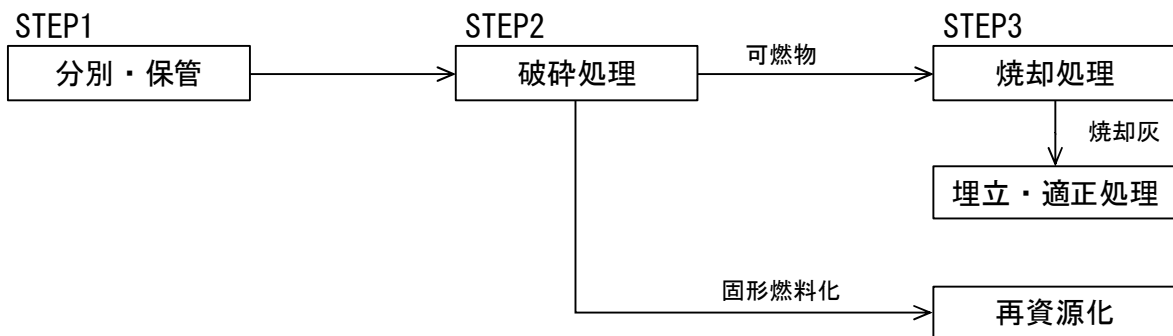 STEP1
分別・保管
STEP2
破砕処理
可燃物
STEP3
焼却処理
焼却灰
埋立・適正処理
固形燃料化
再資源化